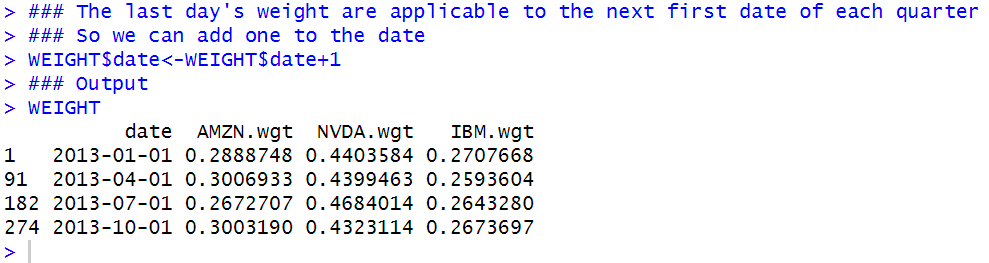 > ### The last day's weight are applicable to the next first date of each quarter
> ### So we can add one to the date
> WEIGHT$date<-WEIGHT$date+1
> ### Output
> WEIGHT
          date  AMZN.wgt  NVDA.wgt   IBM.wgt
1   2013-01-01 0.2888748 0.4403584 0.2707668
91  2013-04-01 0.3006933 0.4399463 0.2593604
182 2013-07-01 0.2672707 0.4684014 0.2643280
274 2013-10-01 0.3003190 0.4323114 0.2673697
>